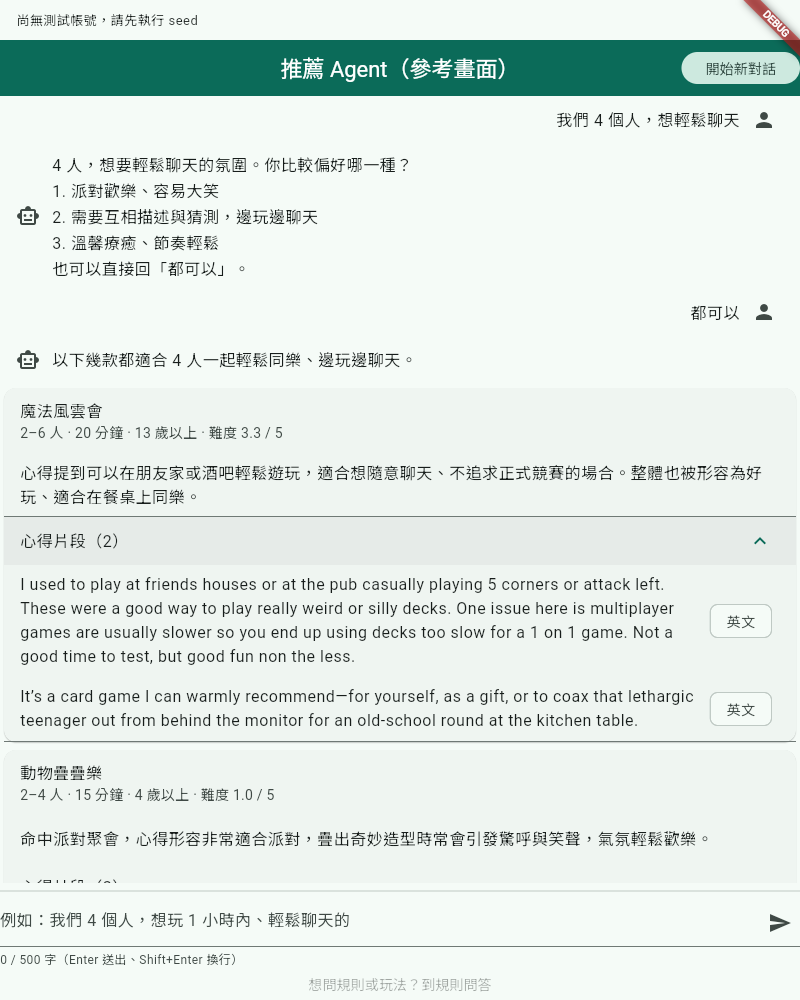 尚無測試帳號，請先執行 seed
DEBUG
推薦 Agent（參考畫面）
開始新對話
我們 4 個人，想輕鬆聊天
4 人，想要輕鬆聊天的氛圍。你比較偏好哪一種？
1. 派對歡樂、容易大笑
2. 需要互相描述與猜測，邊玩邊聊天
3. 溫馨療癒、節奏輕鬆
也可以直接回「都可以」。
都可以
以下幾款都適合 4 人一起輕鬆同樂、邊玩邊聊天。
魔法風雲會
2–6 人 · 20 分鐘 · 13 歲以上 · 難度 3.3 / 5
心得提到可以在朋友家或酒吧輕鬆遊玩，適合想隨意聊天、不追求正式競賽的場合。整體也被形容為好
玩、適合在餐桌上同樂。
心得片段（2）
I used to play at friends houses or at the pub casually playing 5 corners or attack left.
These were a good way to play really weird or silly decks. One issue here is multiplayer
games are usually slower so you end up using decks too slow for a 1 on 1 game. Not a
good time to test, but good fun non the less.
英文
It’s a card game I can warmly recommend—for yourself, as a gift, or to coax that lethargic
teenager out from behind the monitor for an old-school round at the kitchen table.
英文
動物疊疊樂
2–4 人 · 15 分鐘 · 4 歲以上 · 難度 1.0 / 5
命中派對聚會，心得形容非常適合派對，疊出奇妙造型時常會引發驚呼與笑聲，氣氛輕鬆歡樂。
例如：我們 4 個人，想玩 1 小時內、輕鬆聊天的
0 / 500 字（Enter 送出、Shift+Enter 換行）
想問規則或玩法？到規則問答